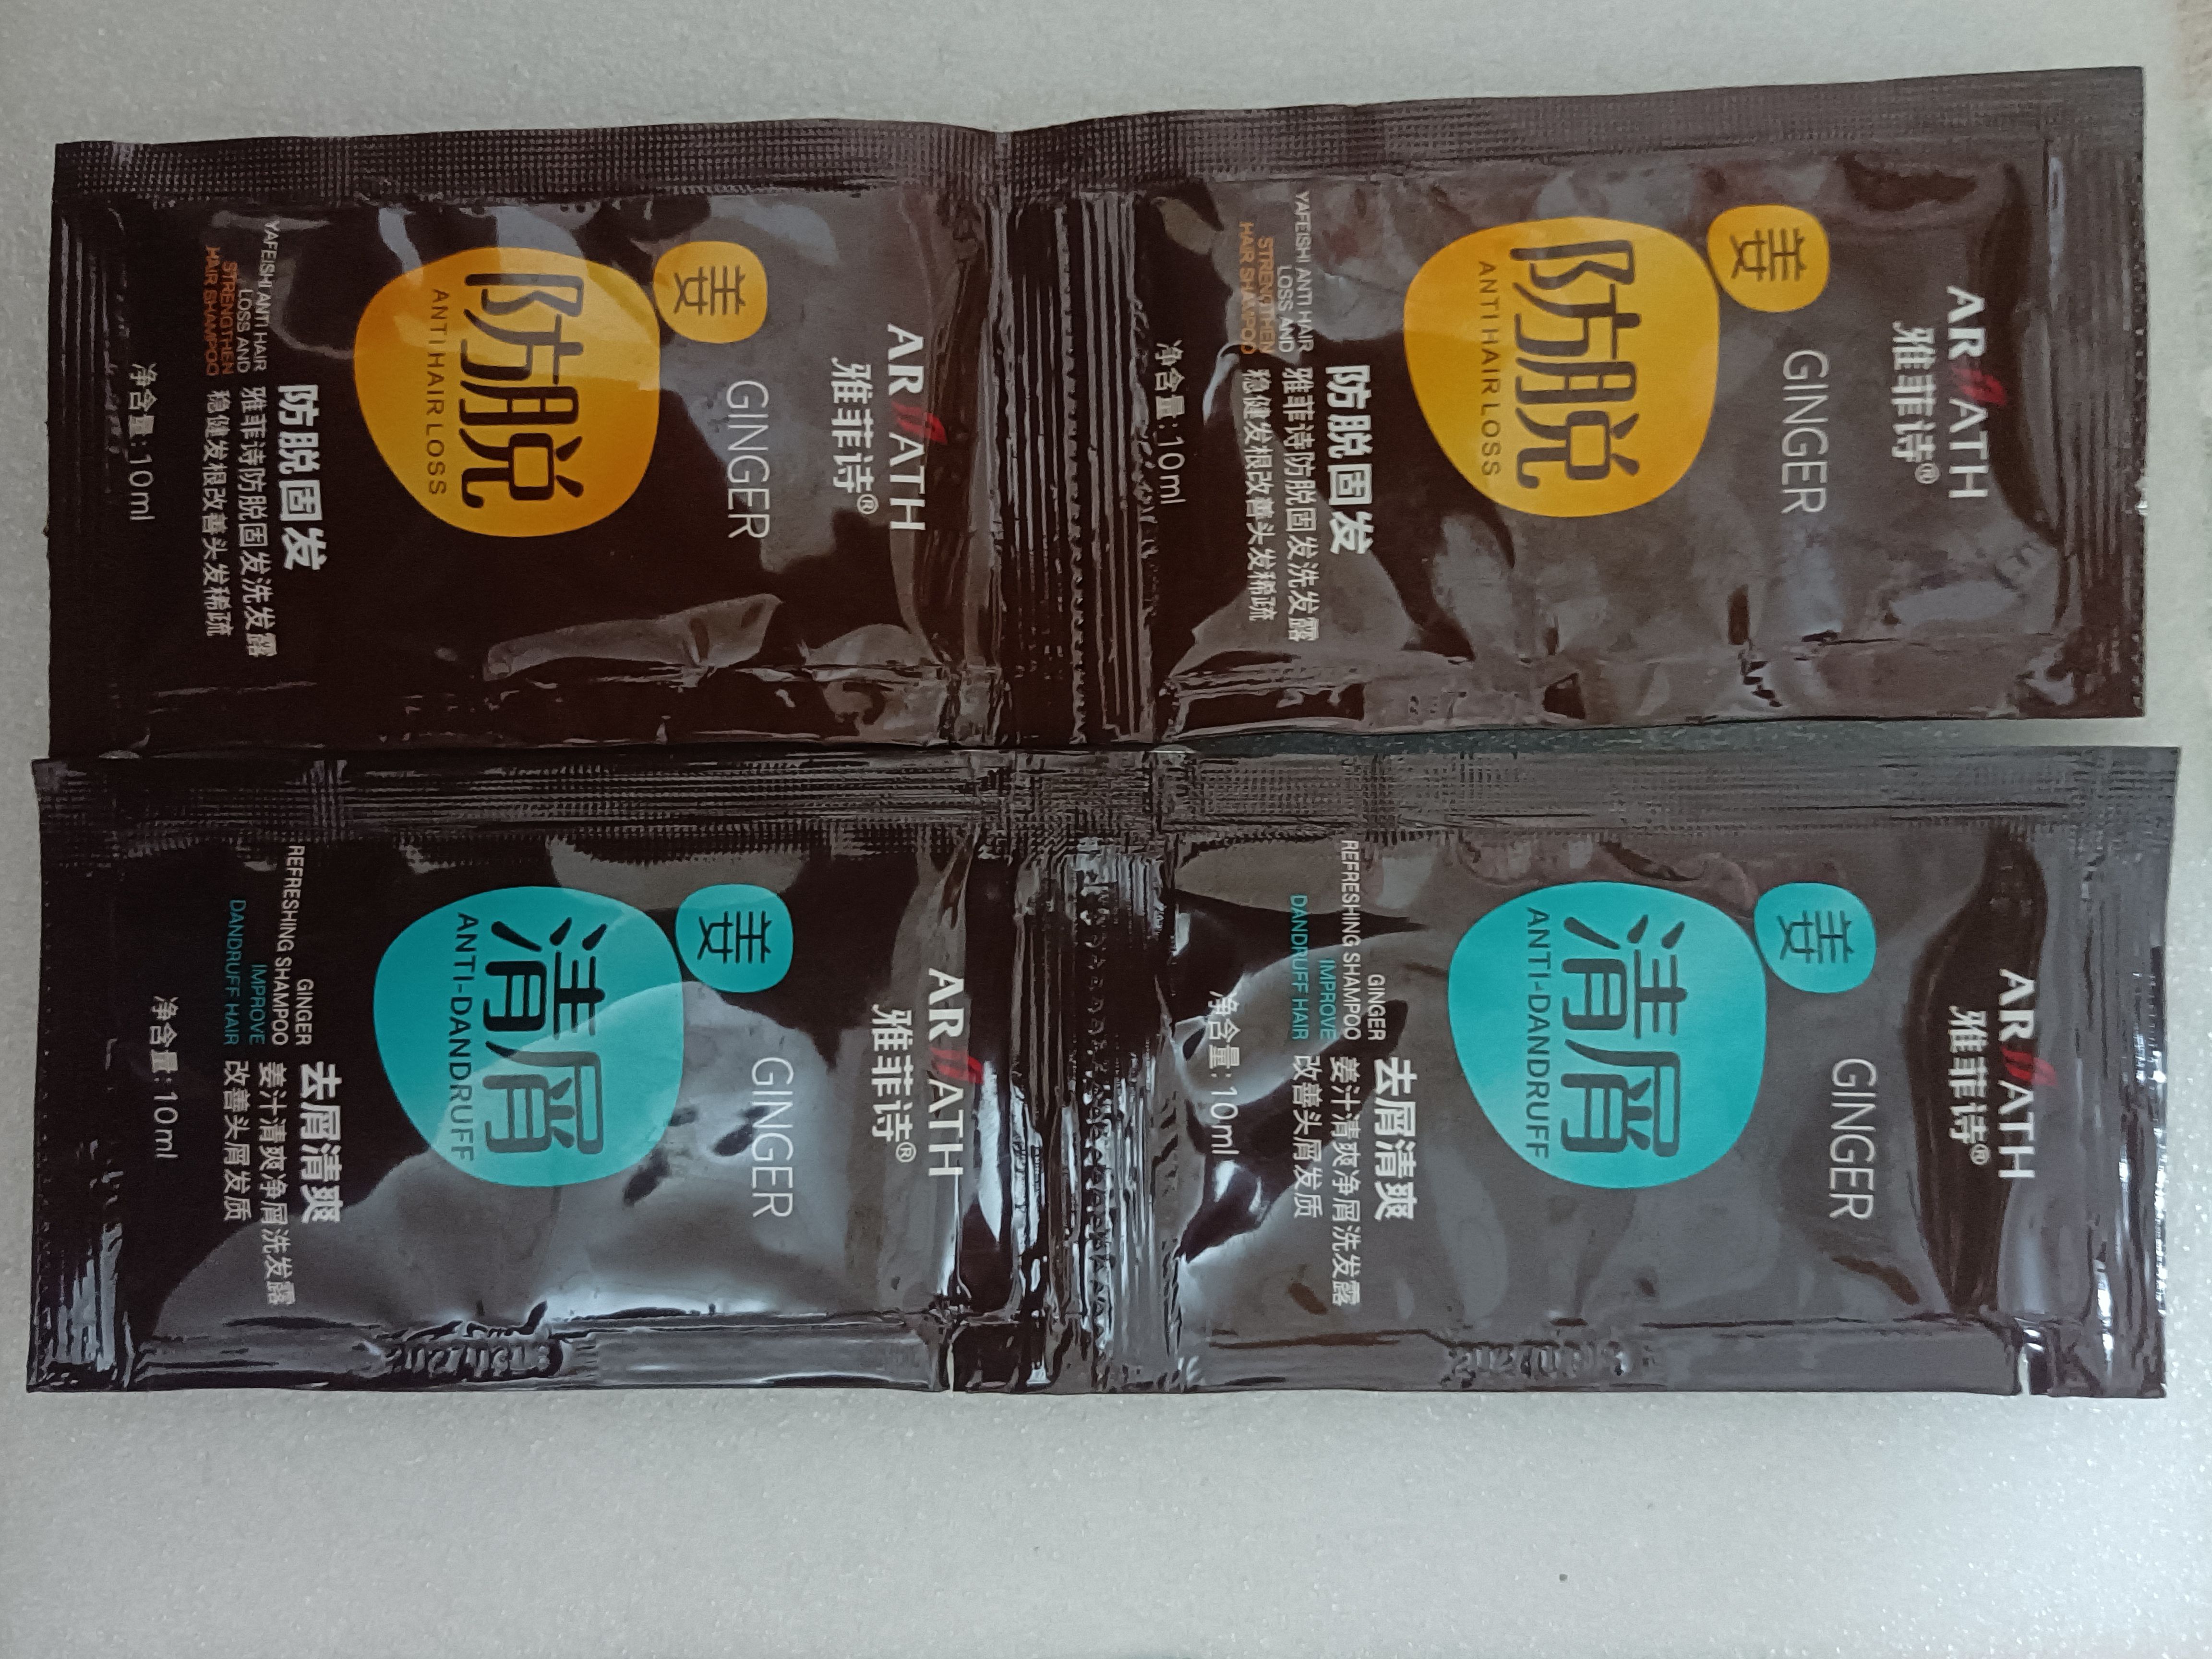 AR ATH
雅菲诗®
GINGER
姜
防脱
ANTI HAIR LOSS
防脱固发
YAFEISHI ANTI HAIR
LOSS AND
雅菲诗防脱固发洗发露
STRENGTHEN
HAIR SHAMPOO
稳健发根改善头发稀疏
净含量:10ml
AR ATH
雅菲诗®
GINGER
姜
防脱
ANTI HAIR LOSS
防脱固发
YAFEISHI ANTI HAIR
LOSS AND
雅菲诗防脱固发洗发露
STRENGTHEN
HAIR SHAMPOO
稳健发根改善头发稀疏
净含量:10ml
AR ATH
雅菲诗®
GINGER
姜
清屑
ANTI-DANDRUFF
去屑清爽
GINGER
REFRESHING SHAMPOO
姜汁清爽净屑洗发露
IMPROVE
DANDRUFF HAIR
改善头屑发质
净含量:10ml
AR ATH
雅菲诗®
GINGER
姜
清屑
ANTI-DANDRUFF
去屑清爽
GINGER
REFRESHING SHAMPOO
姜汁清爽净屑洗发露
IMPROVE
DANDRUFF HAIR
改善头屑发质
净含量:10ml